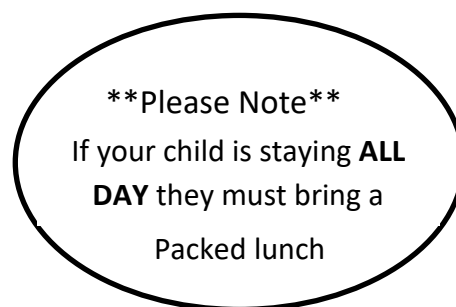 **Please Note**
If your child is staying ALL
DAY they must bring a
Packed lunch